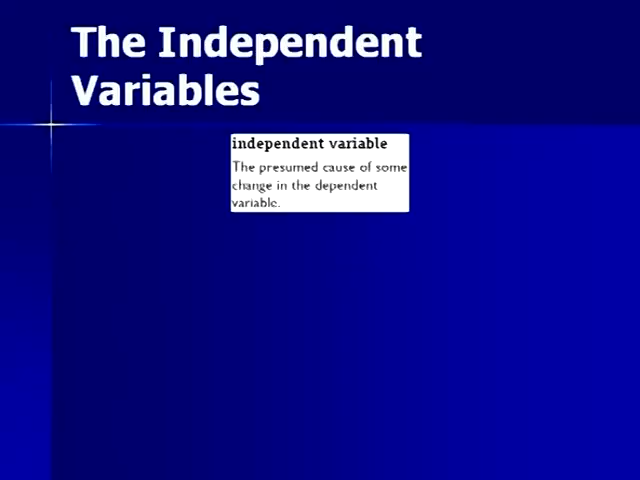 The Independent
Variables
independent variable
The presumed cause of some
change in the dependent
variable.